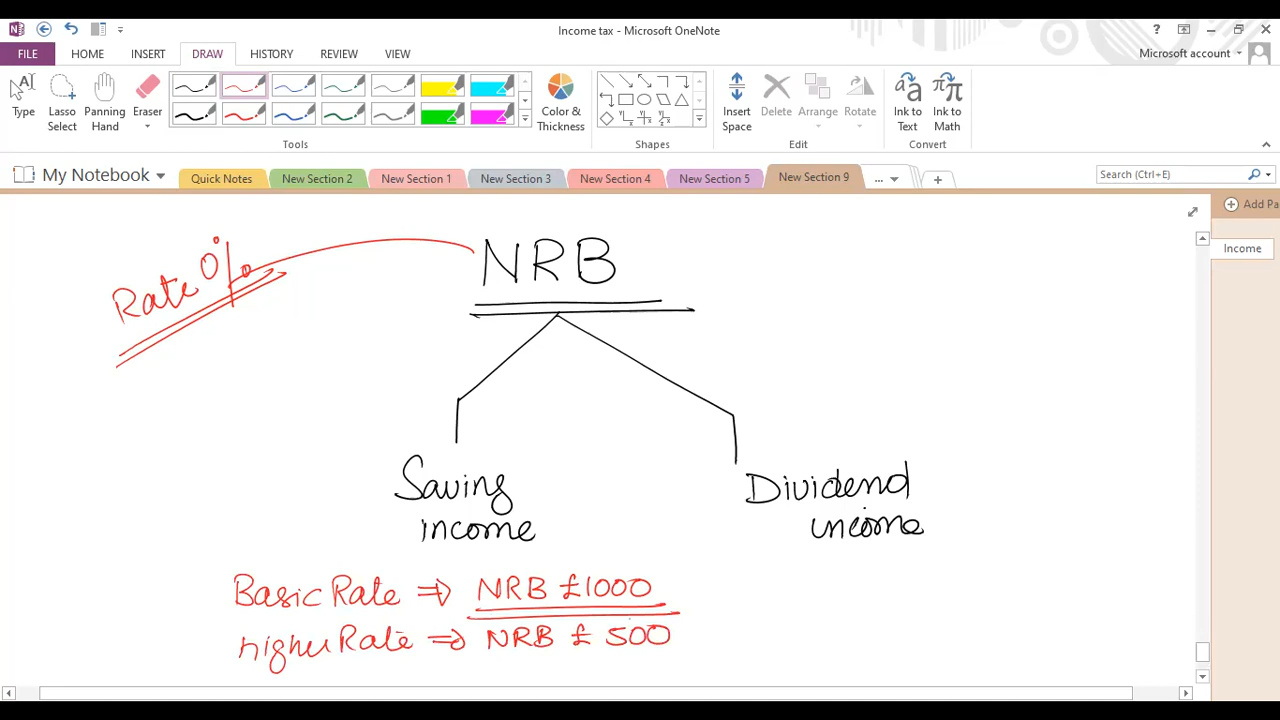 Income tax - Microsoft OneNote
FILE HOME INSERT DRAW HISTORY REVIEW VIEW
Microsoft account
Type
Lasso Select
Panning Hand
Eraser
Color & Thickness
Insert Space
Delete
Arrange
Rotate
Ink to Text
Ink to Math
Tools
Shapes
Edit
Convert
My Notebook
Quick Notes
New Section 2
New Section 1
New Section 3
New Section 4
New Section 5
New Section 9
...
Search (Ctrl+E)
Add Pa
Income
NRB
Rate 0%
Saving income
Dividend income
Basic Rate ⇒ NRB £1000
higher Rate ⇒ NRB £ 500